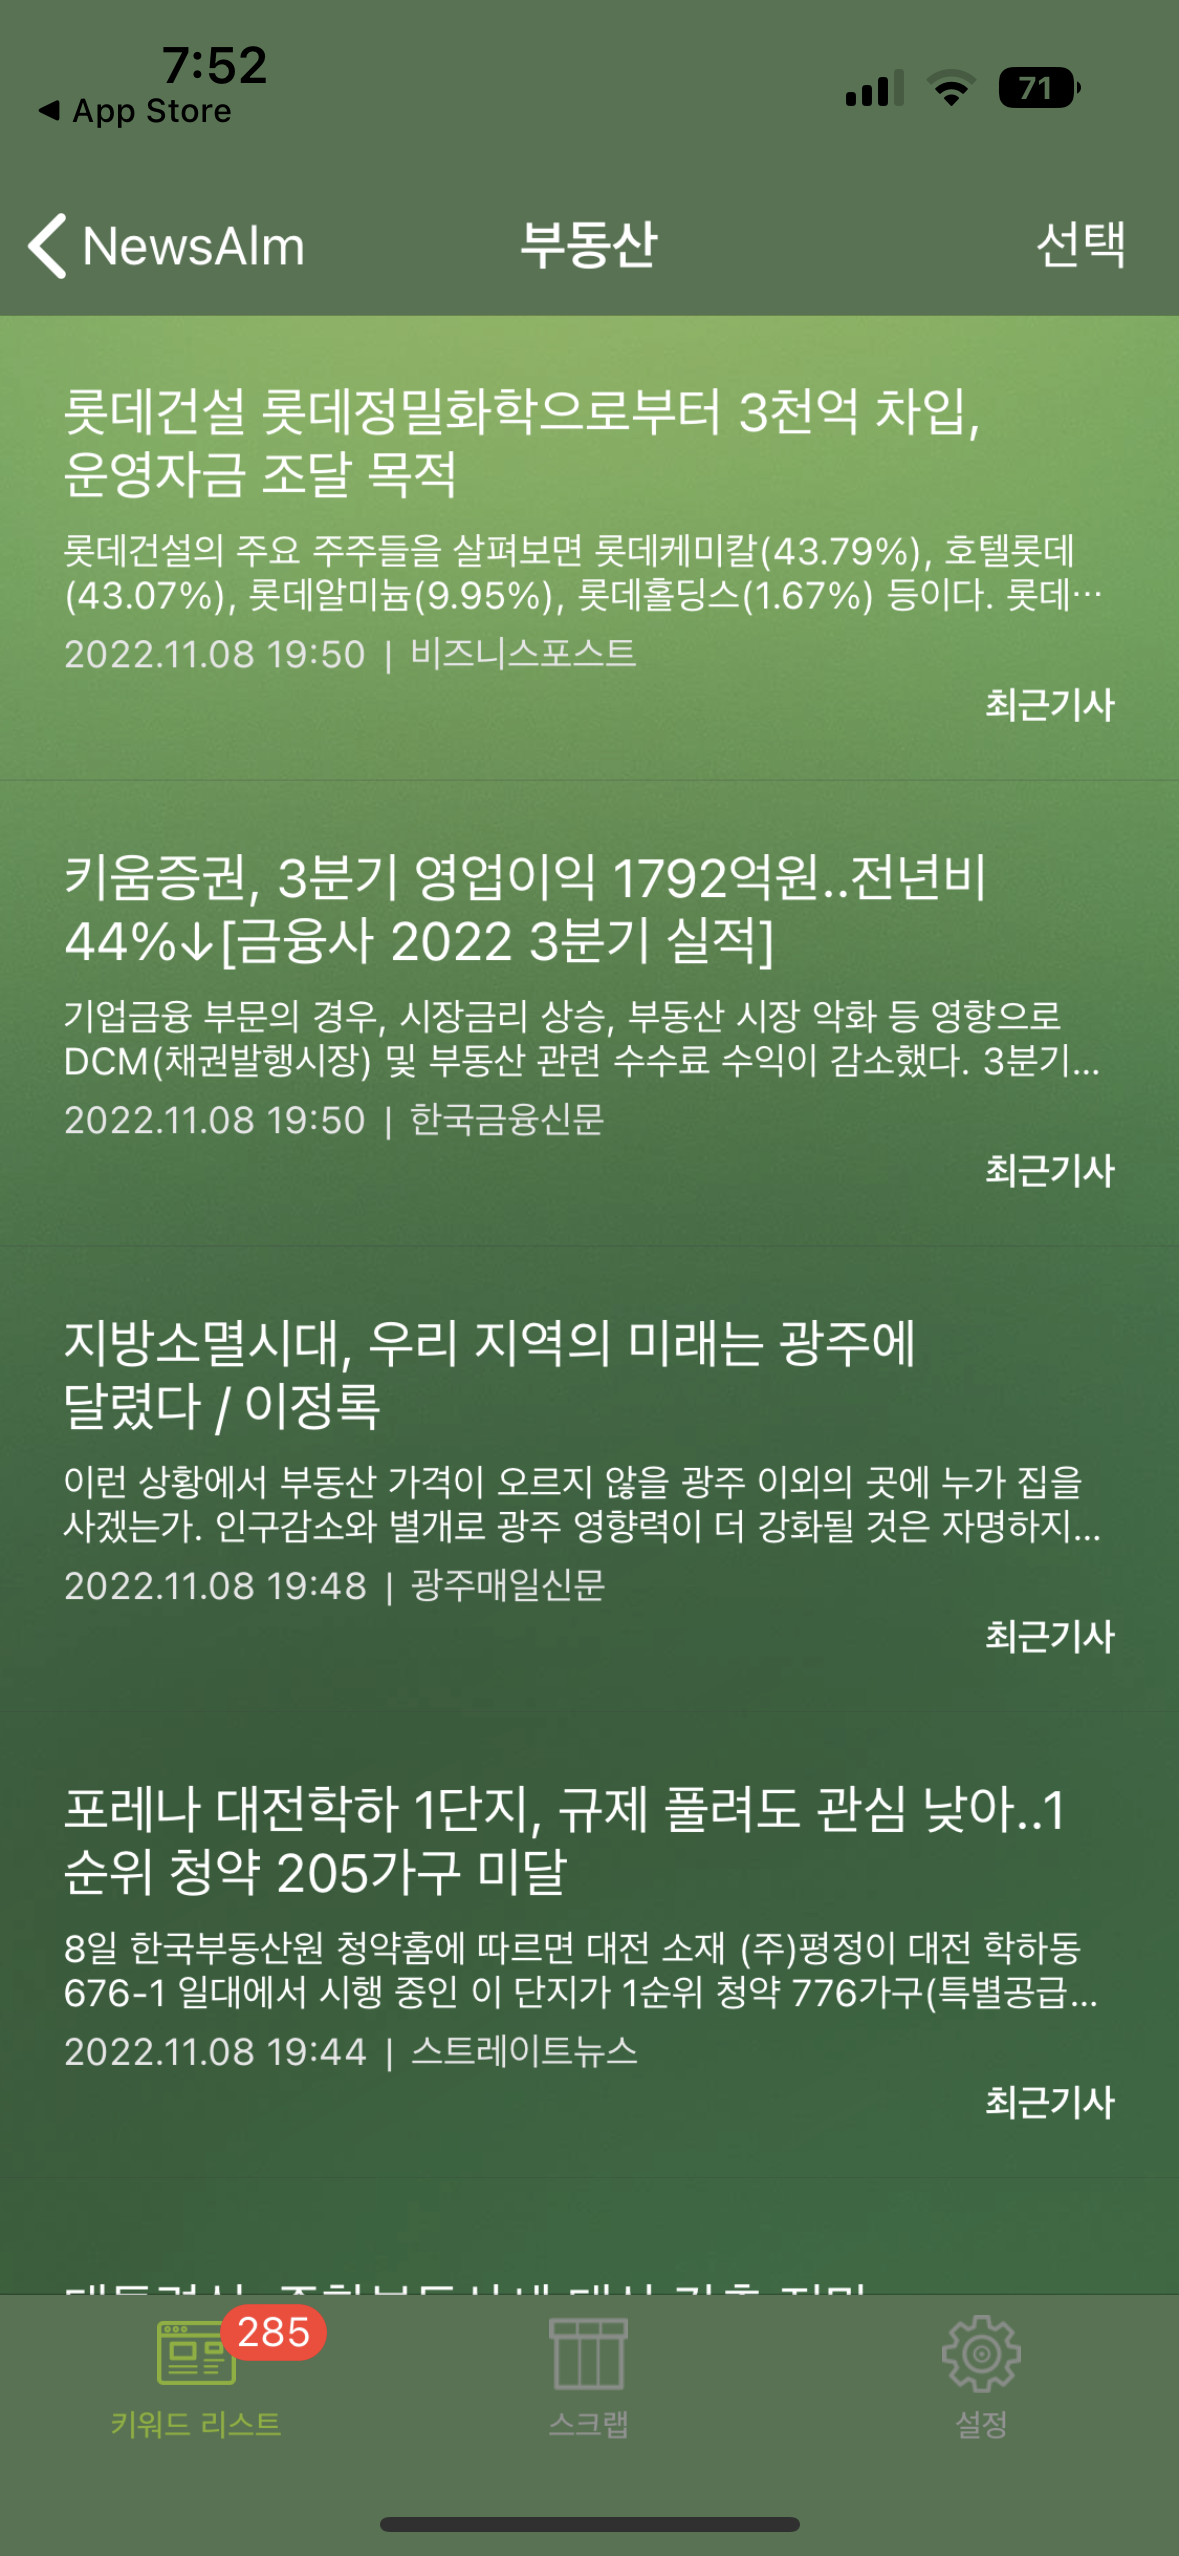 7:52
◀ App Store
71
NewsAlm
부동산
선택
롯데건설 롯데정밀화학으로부터 3천억 차입,
운영자금 조달 목적
롯데건설의 주요 주주들을 살펴보면 롯데케미칼(43.79%), 호텔롯데
(43.07%), 롯데알미늄(9.95%), 롯데홀딩스(1.67%) 등이다. 롯데…
2022.11.08 19:50 | 비즈니스포스트
최근기사
키움증권, 3분기 영업이익 1792억원..전년비
44%↓[금융사 2022 3분기 실적]
기업금융 부문의 경우, 시장금리 상승, 부동산 시장 악화 등 영향으로
DCM(채권발행시장) 및 부동산 관련 수수료 수익이 감소했다. 3분기...
2022.11.08 19:50 | 한국금융신문
최근기사
지방소멸시대, 우리 지역의 미래는 광주에
달렸다 / 이정록
이런 상황에서 부동산 가격이 오르지 않을 광주 이외의 곳에 누가 집을
사겠는가. 인구감소와 별개로 광주 영향력이 더 강화될 것은 자명하지...
2022.11.08 19:48 | 광주매일신문
최근기사
포레나 대전학하 1단지, 규제 풀려도 관심 낮아..1
순위 청약 205가구 미달
8일 한국부동산원 청약홈에 따르면 대전 소재 (주)평정이 대전 학하동
676-1 일대에서 시행 중인 이 단지가 1순위 청약 776가구(특별공급...
2022.11.08 19:44 | 스트레이트뉴스
최근기사
285
키워드 리스트
스크랩
설정